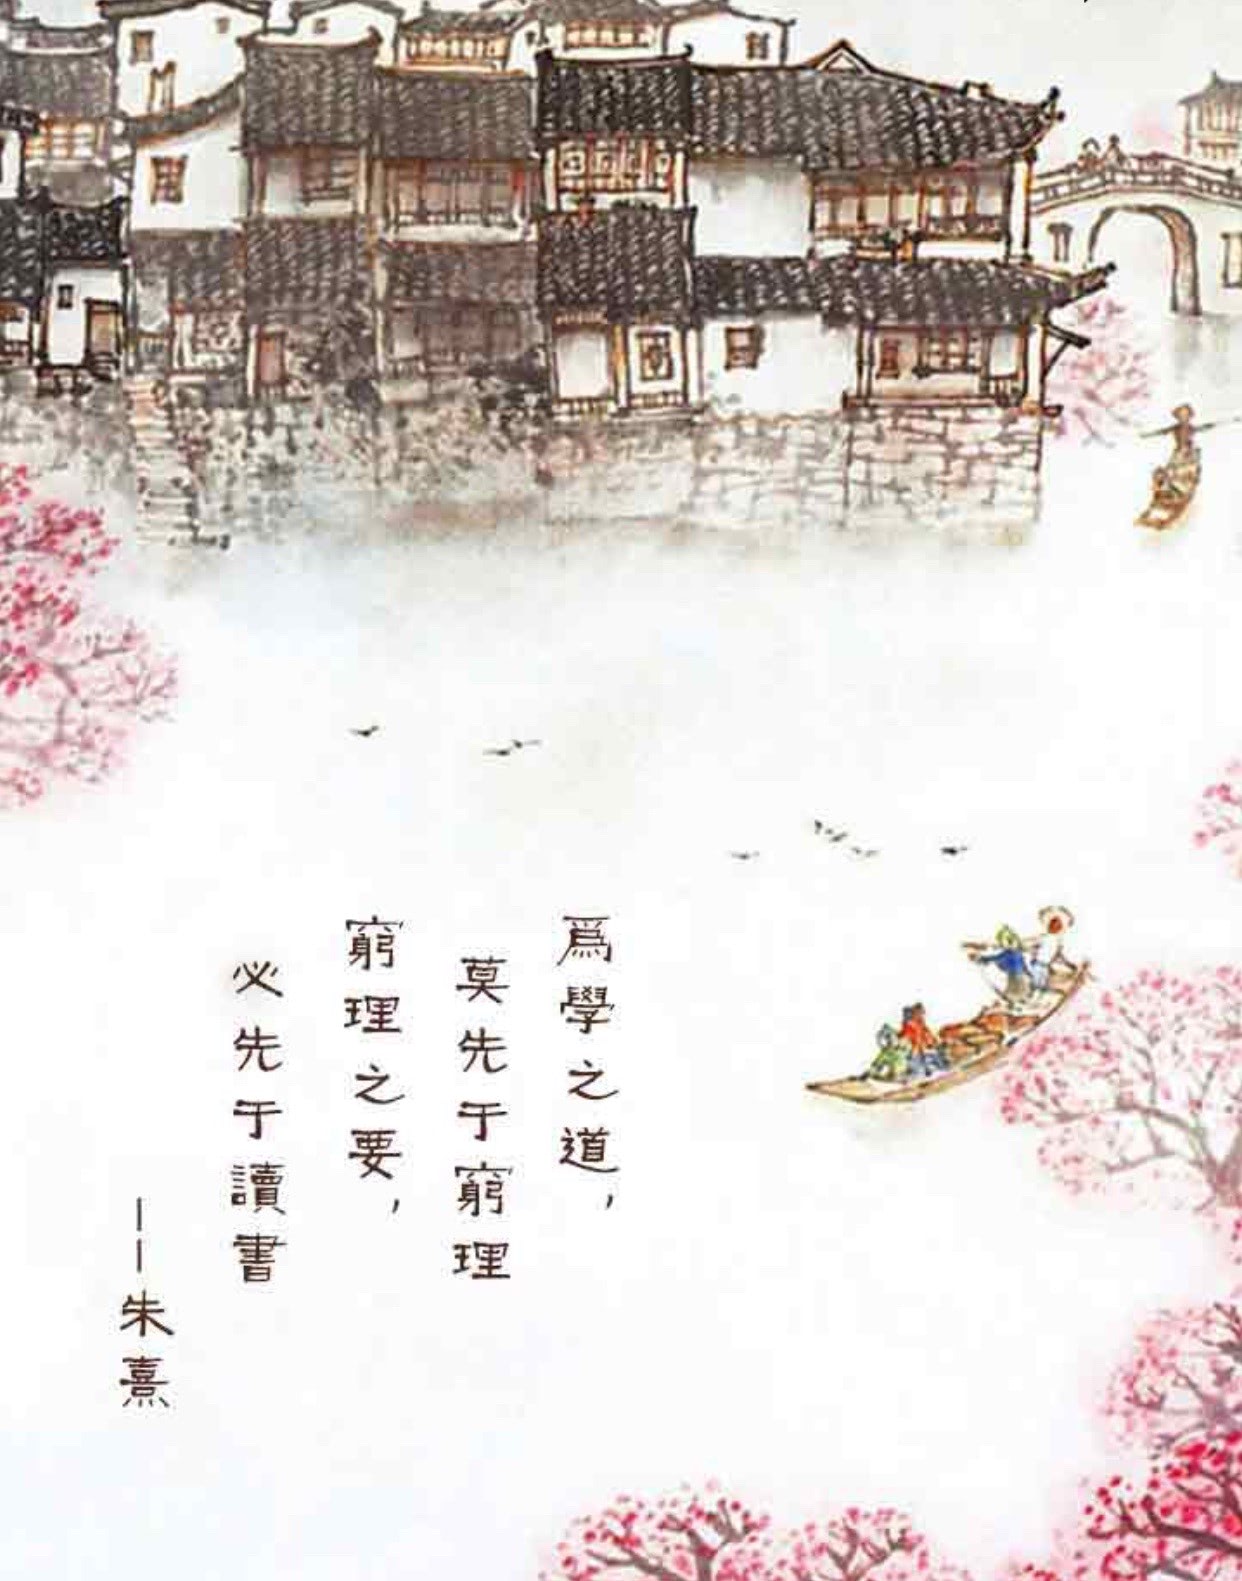 爲學之道，
莫先于窮理
窮理之要，
必先于讀書
——朱熹